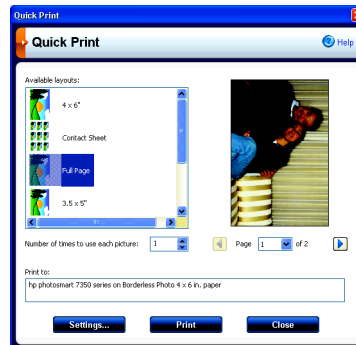 Quick Print
Quick Print
Help
Available layouts:
4 x 6"
Contact Sheet
Full Page
3.5 x 5"
Number of times to use each picture: 1
Page 1 of 2
Print to:
hp photosmart 7350 series on Borderless Photo 4 x 6 in. paper
Settings... Print Close